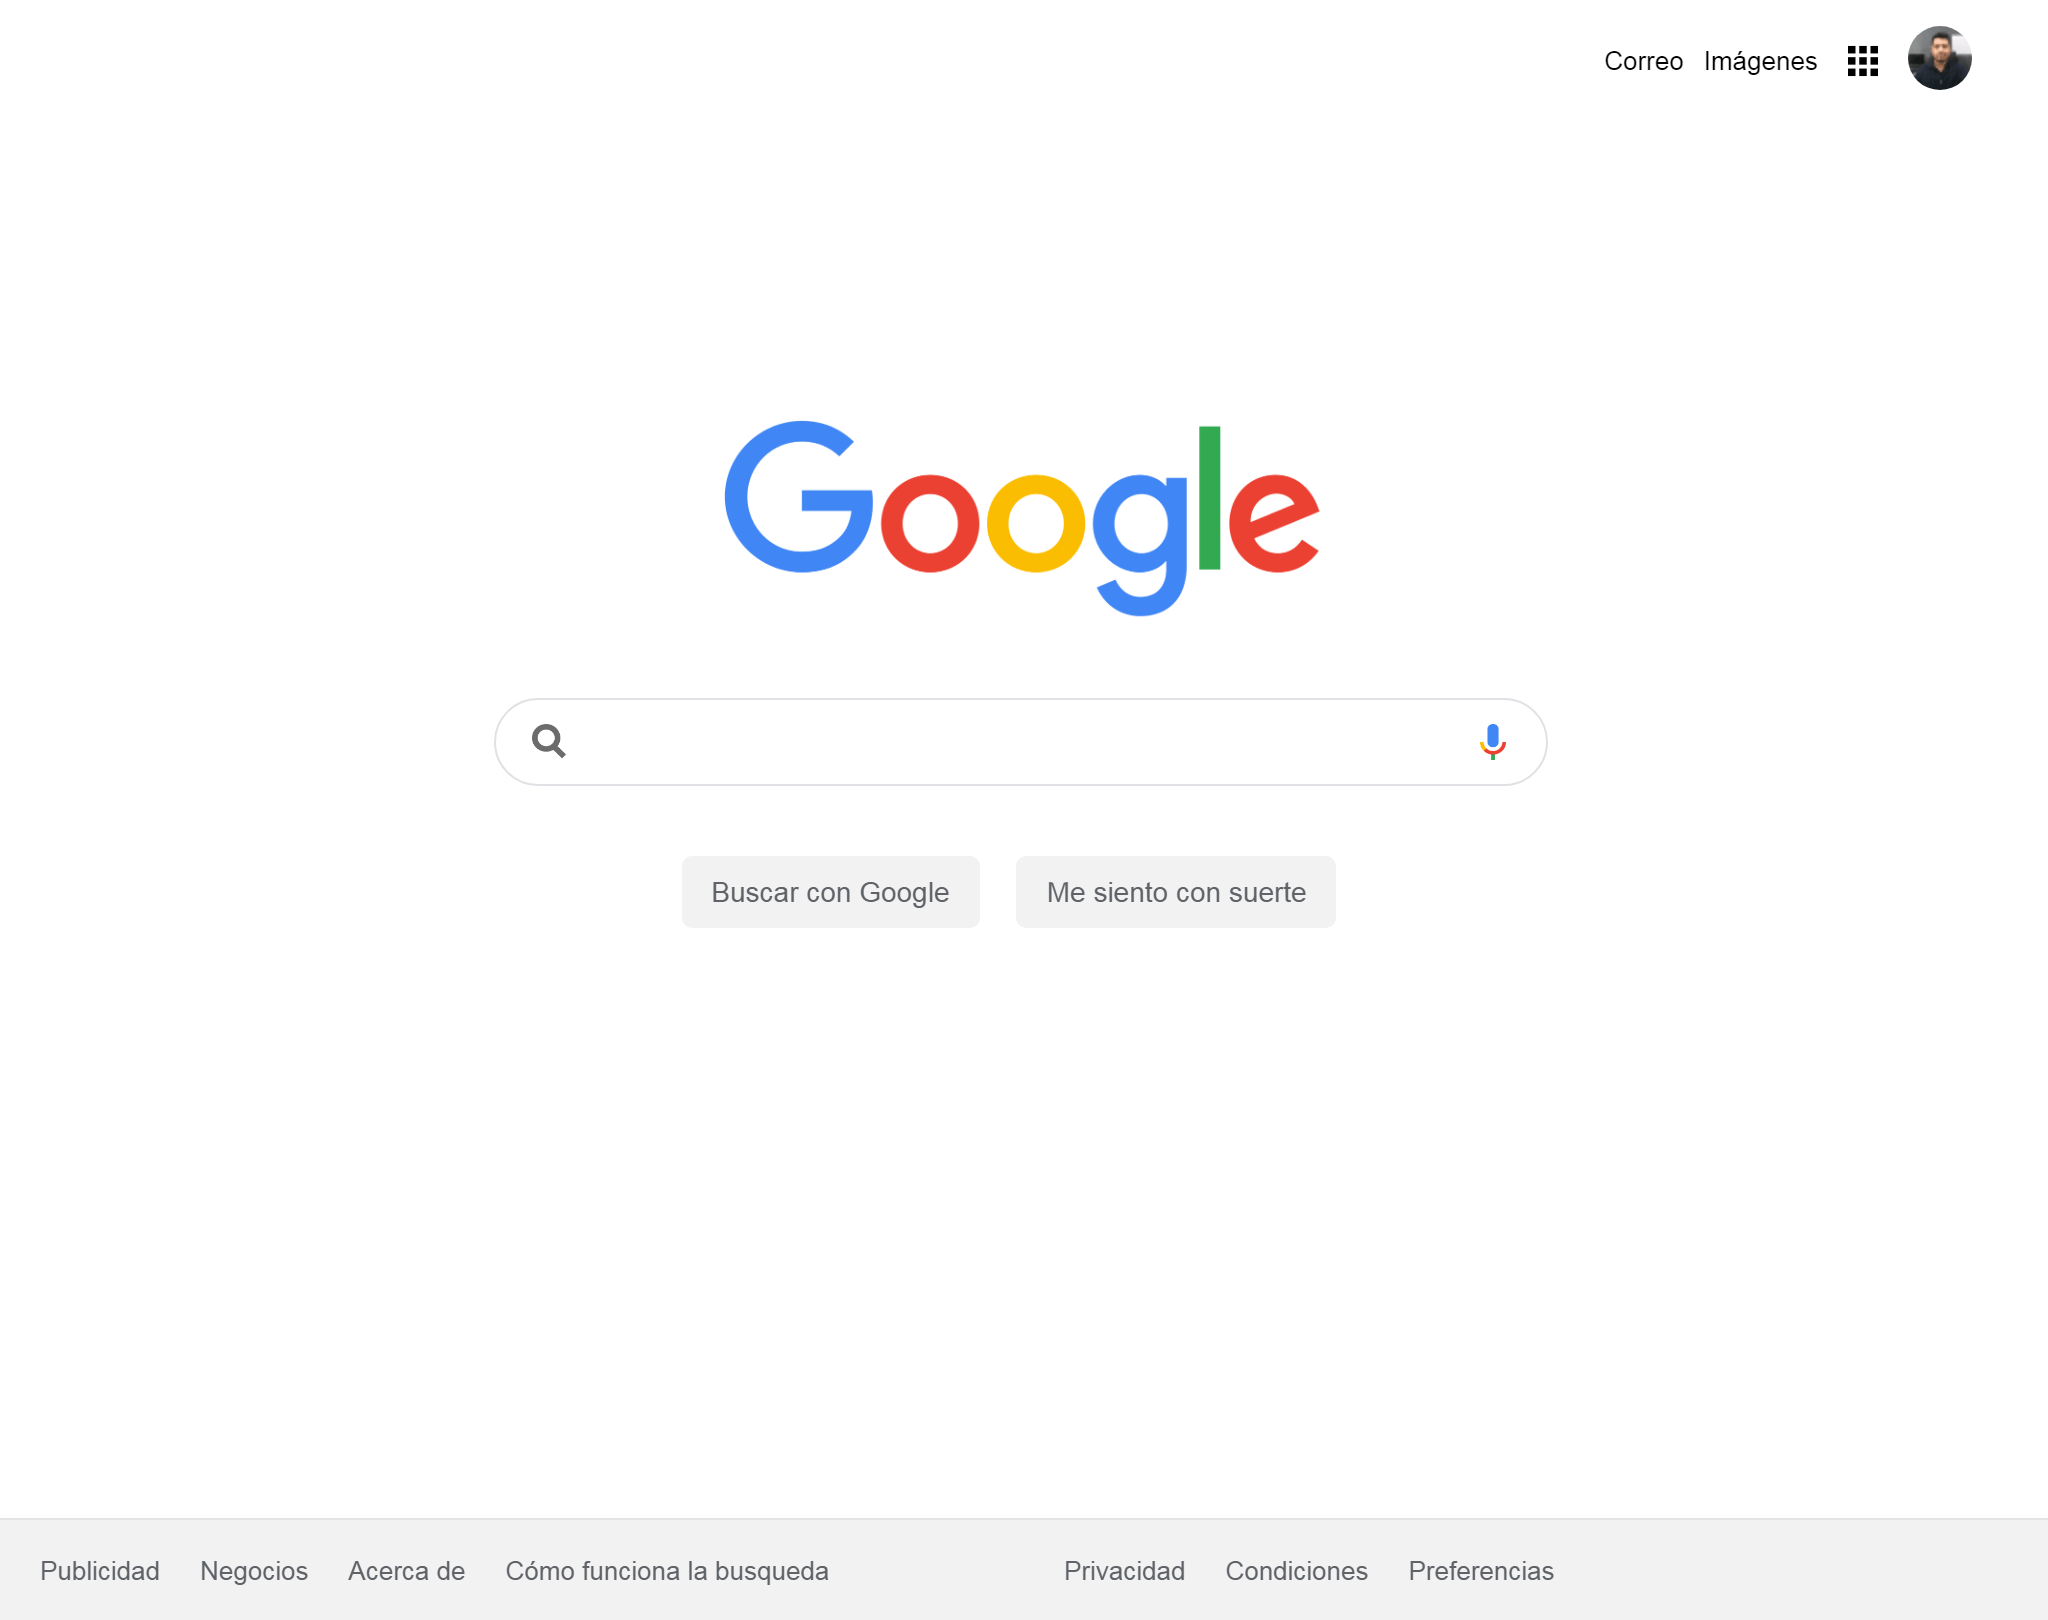 Correo Imágenes
Google
Buscar con Google Me siento con suerte
Publicidad Negocios Acerca de Cómo funciona la busqueda Privacidad Condiciones Preferencias